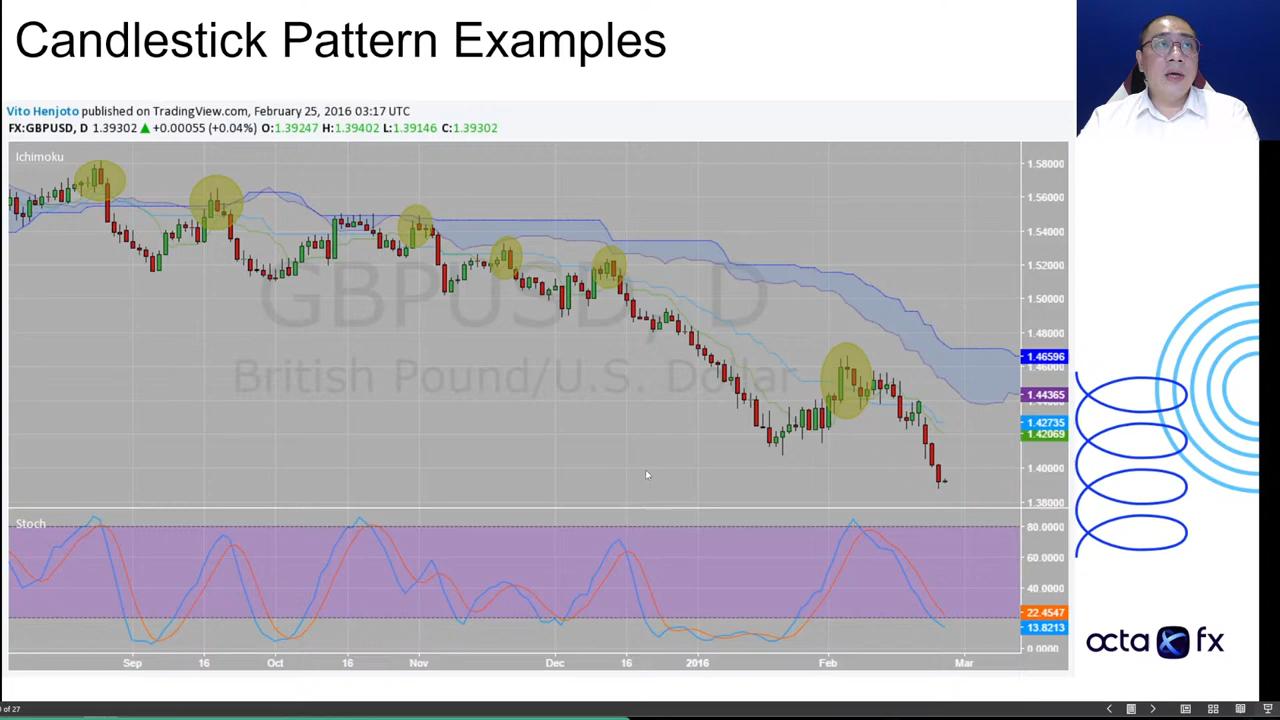 Candlestick Pattern Examples
Vito Henjoto published on TradingView.com, February 25, 2016 03:17 UTC
FX:GBPUSD, D 1.39302 ▲ +0.00055 (+0.04%) O:1.39247 H:1.39402 L:1.39146 C:1.39302
Ichimoku
GBPUSD, D
British Pound/U.S. Dollar
1.58000
1.56000
1.54000
1.52000
1.50000
1.48000
1.46596
1.46000
1.44365
1.42735
1.42069
1.40000
1.38000
Stoch
80.0000
60.0000
40.0000
22.4547
13.8213
0.0000
Sep 16 Oct 16 Nov Dec 16 2016 Feb Mar
octa fx
of 27